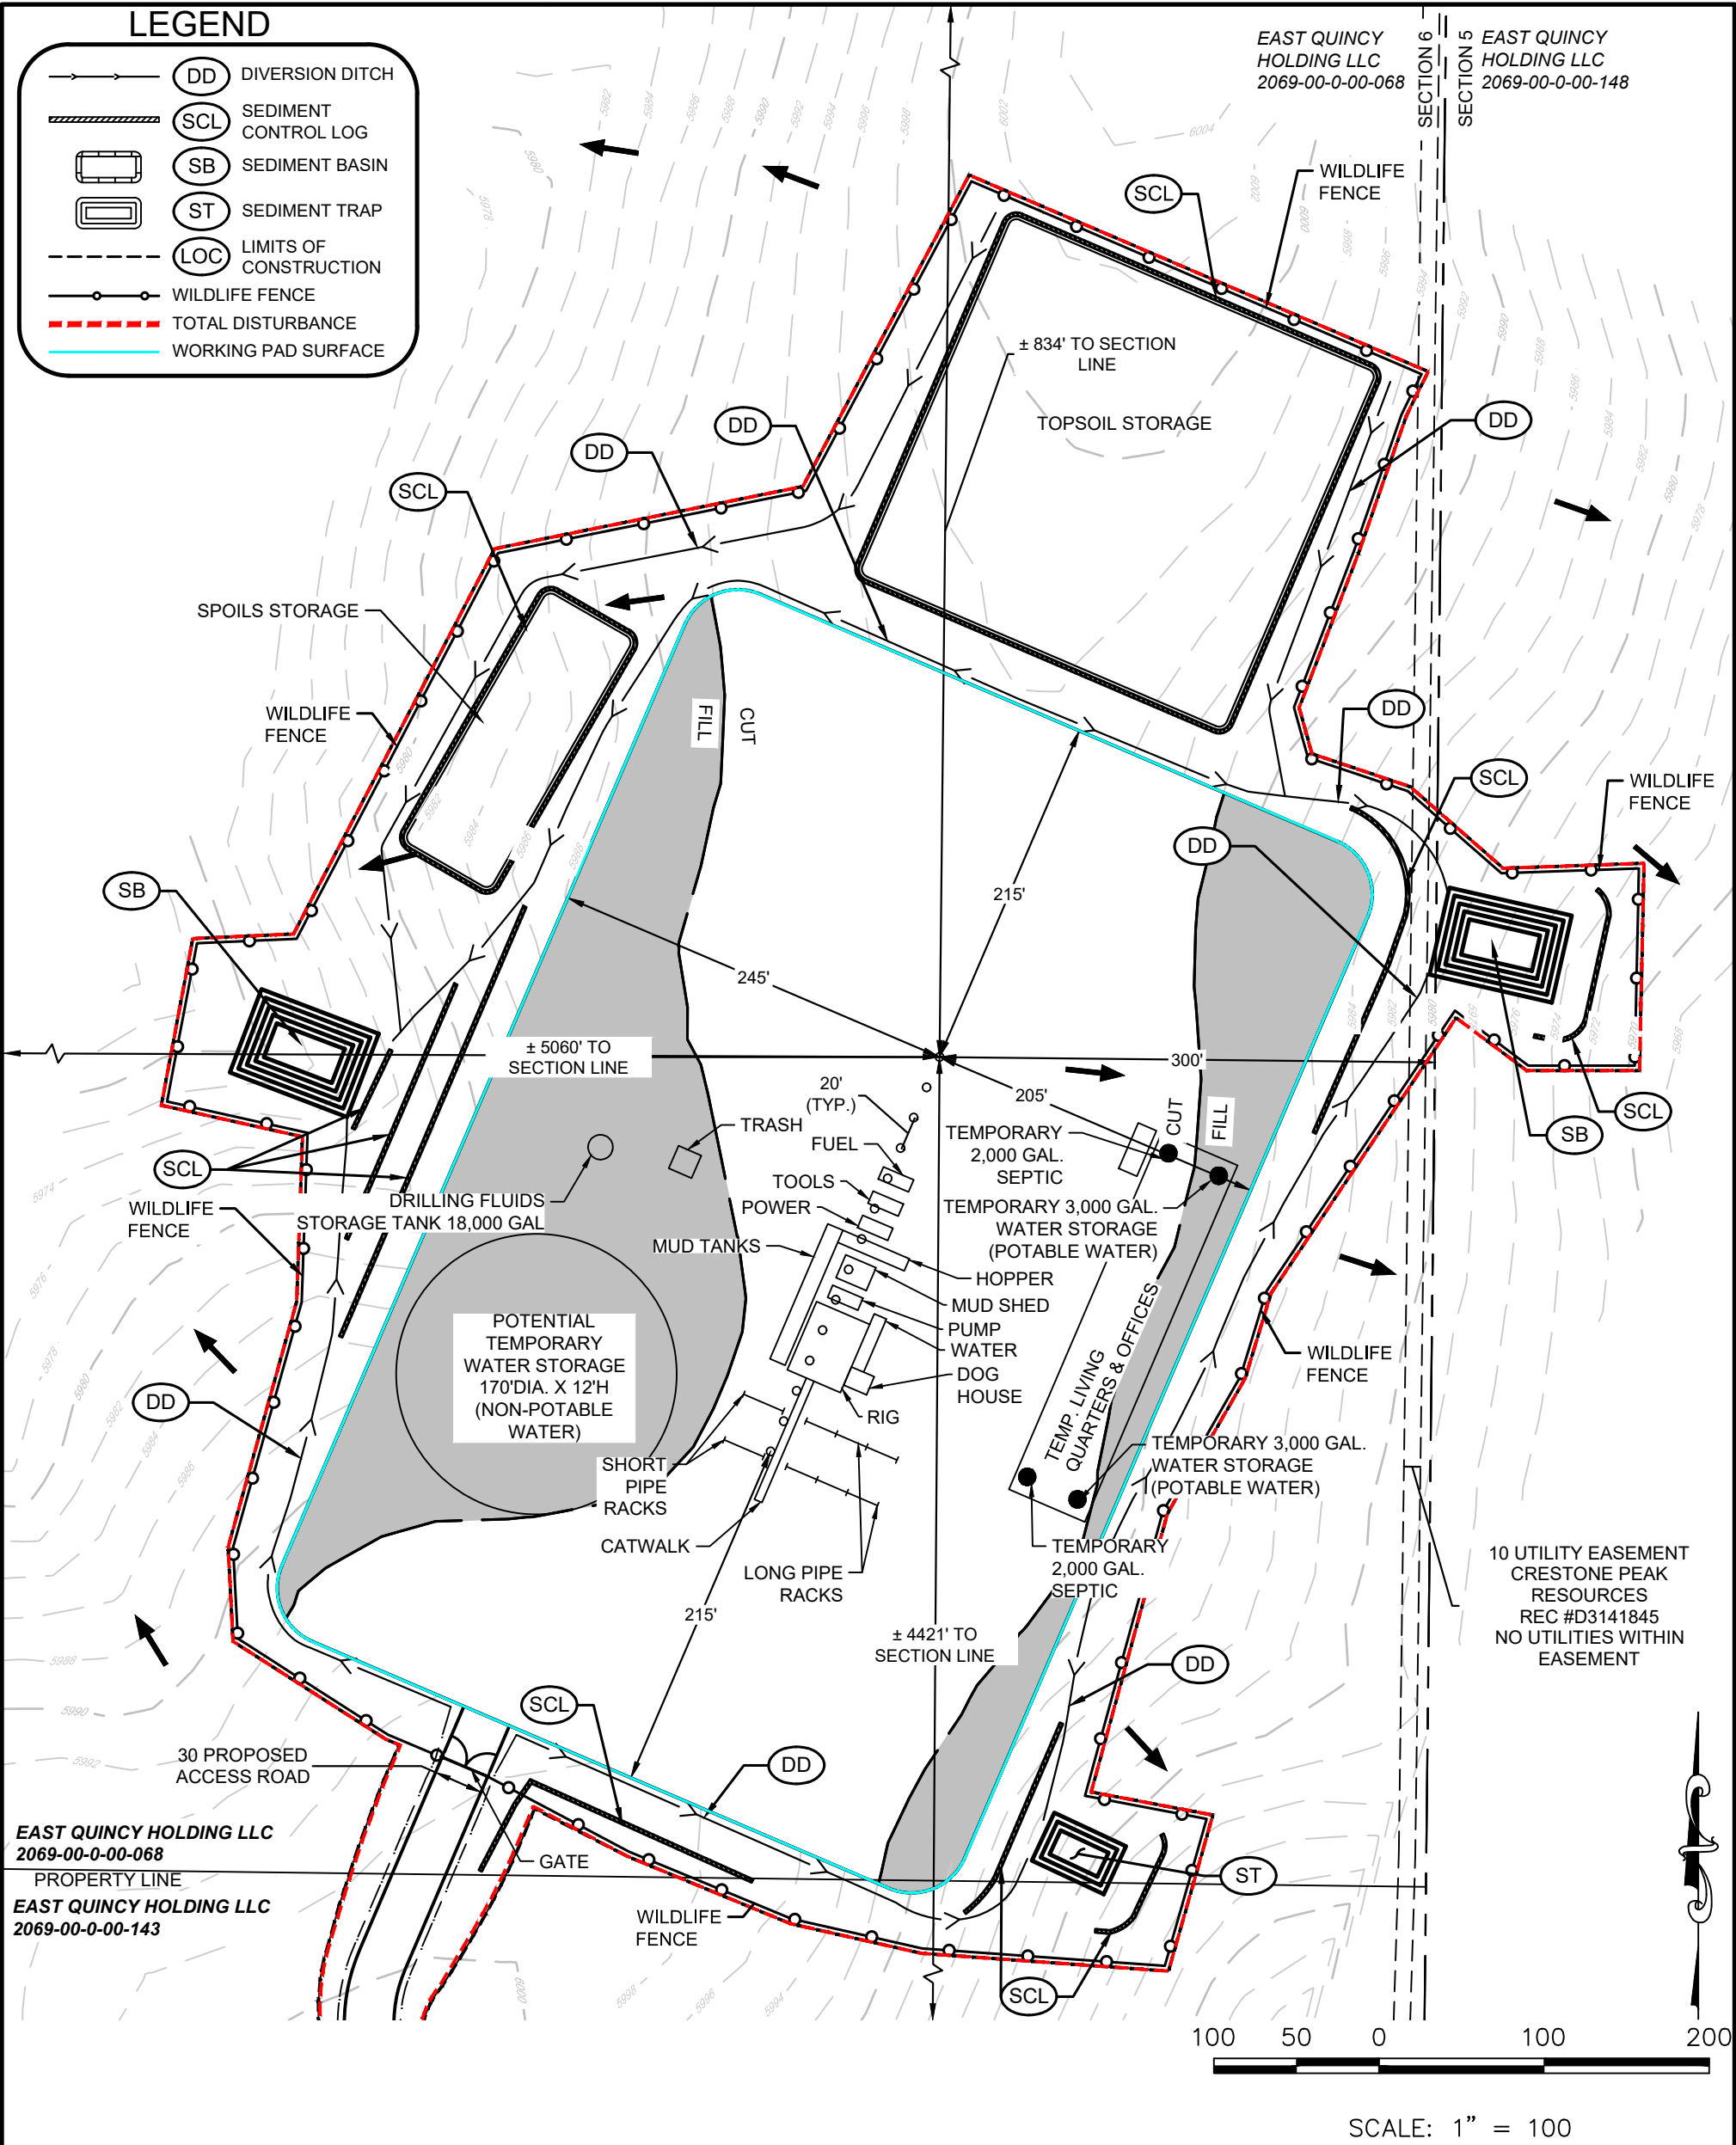 LEGEND
DD DIVERSION DITCH
SCL SEDIMENT
CONTROL LOG
SB SEDIMENT BASIN
ST SEDIMENT TRAP
LOC LIMITS OF
CONSTRUCTION
WILDLIFE FENCE
TOTAL DISTURBANCE
WORKING PAD SURFACE
EAST QUINCY
HOLDING LLC
2069-00-0-00-068
SECTION 6
SECTION 5
EAST QUINCY
HOLDING LLC
2069-00-0-00-148
6002
6004
SCL
WILDLIFE
FENCE
± 834' TO SECTION
LINE
TOPSOIL STORAGE
DD
DD
DD
SCL
SPOILS STORAGE
WILDLIFE
FENCE
FILL
CUT
DD
SCL
WILDLIFE
FENCE
DD
SB
215'
245'
± 5060' TO
SECTION LINE
300'
205'
20'
(TYP.)
TRASH
FUEL
TEMPORARY
2,000 GAL.
SEPTIC
CUT
FILL
SCL
SB
SCL
TOOLS
DRILLING FLUIDS
STORAGE TANK 18,000 GAL
WILDLIFE
FENCE
POWER
TEMPORARY 3,000 GAL.
WATER STORAGE
(POTABLE WATER)
MUD TANKS
HOPPER
MUD SHED
PUMP
WATER
DOG
HOUSE
RIG
POTENTIAL
TEMPORARY
WATER STORAGE
170'DIA. X 12'H
(NON-POTABLE
WATER)
TEMP. LIVING
QUARTERS & OFFICES
WILDLIFE
FENCE
DD
SHORT
PIPE
RACKS
TEMPORARY 3,000 GAL.
WATER STORAGE
(POTABLE WATER)
CATWALK
LONG PIPE
RACKS
TEMPORARY
2,000 GAL.
SEPTIC
10 UTILITY EASEMENT
CRESTONE PEAK
RESOURCES
REC #D3141845
NO UTILITIES WITHIN
EASEMENT
215'
± 4421' TO
SECTION LINE
DD
5988
5990
5992
SCL
DD
30 PROPOSED
ACCESS ROAD
EAST QUINCY HOLDING LLC
2069-00-0-00-068
PROPERTY LINE
EAST QUINCY HOLDING LLC
2069-00-0-00-143
GATE
ST
WILDLIFE
FENCE
6000
5998
5996
5994
SCL
100 50 0 100 200
SCALE: 1" = 100